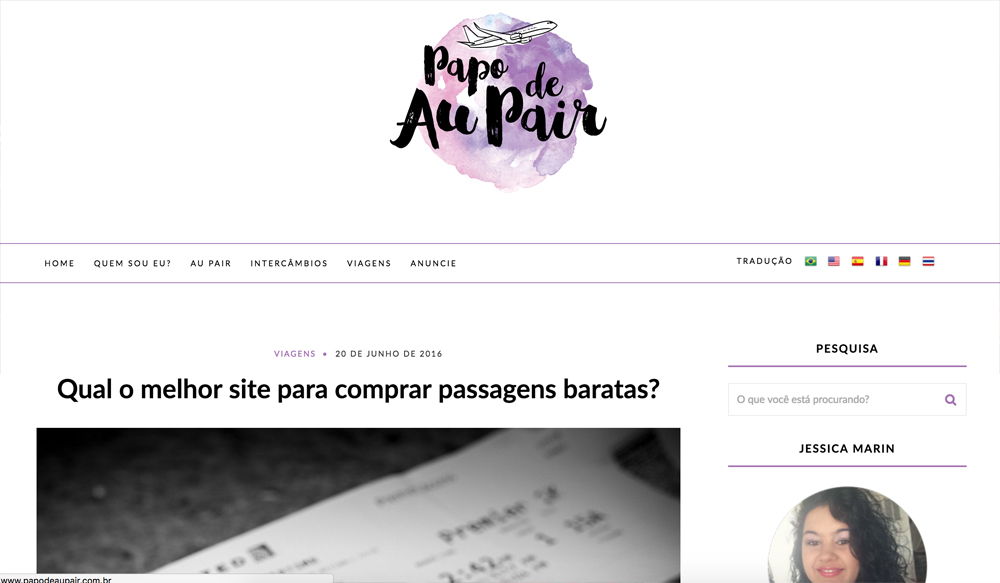 Papo de
Au Pair
HOME QUEM SOU EU? AU PAIR INTERCÂMBIOS VIAGENS ANUNCIE TRADUÇÃO
VIAGENS • 20 DE JUNHO DE 2016
Qual o melhor site para comprar passagens baratas?
PESQUISA
O que você está procurando?
JESSICA MARIN
Premier
www.papodeaupair.com.br